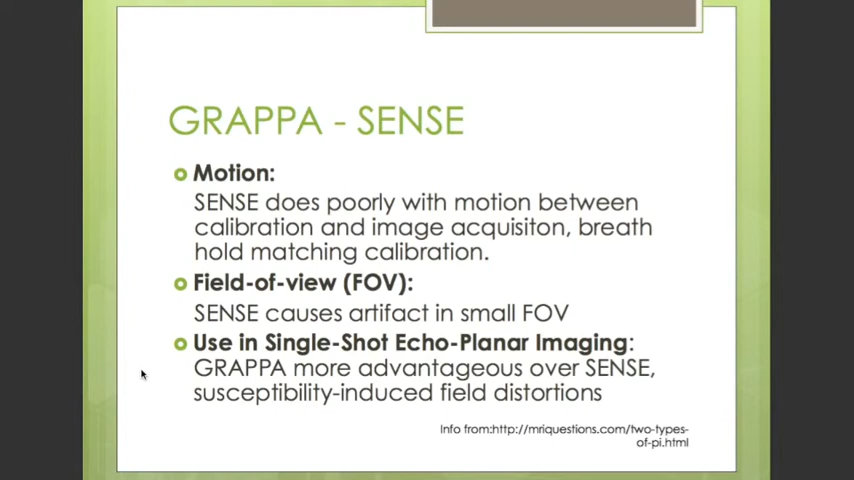 GRAPPA - SENSE
Motion:
SENSE does poorly with motion between
calibration and image acquisiton, breath
hold matching calibration.
Field-of-view (FOV):
SENSE causes artifact in small FOV
Use in Single-Shot Echo-Planar Imaging:
GRAPPA more advantageous over SENSE,
susceptibility-induced field distortions
Info from:http://mriquestions.com/two-types-
of-pi.html